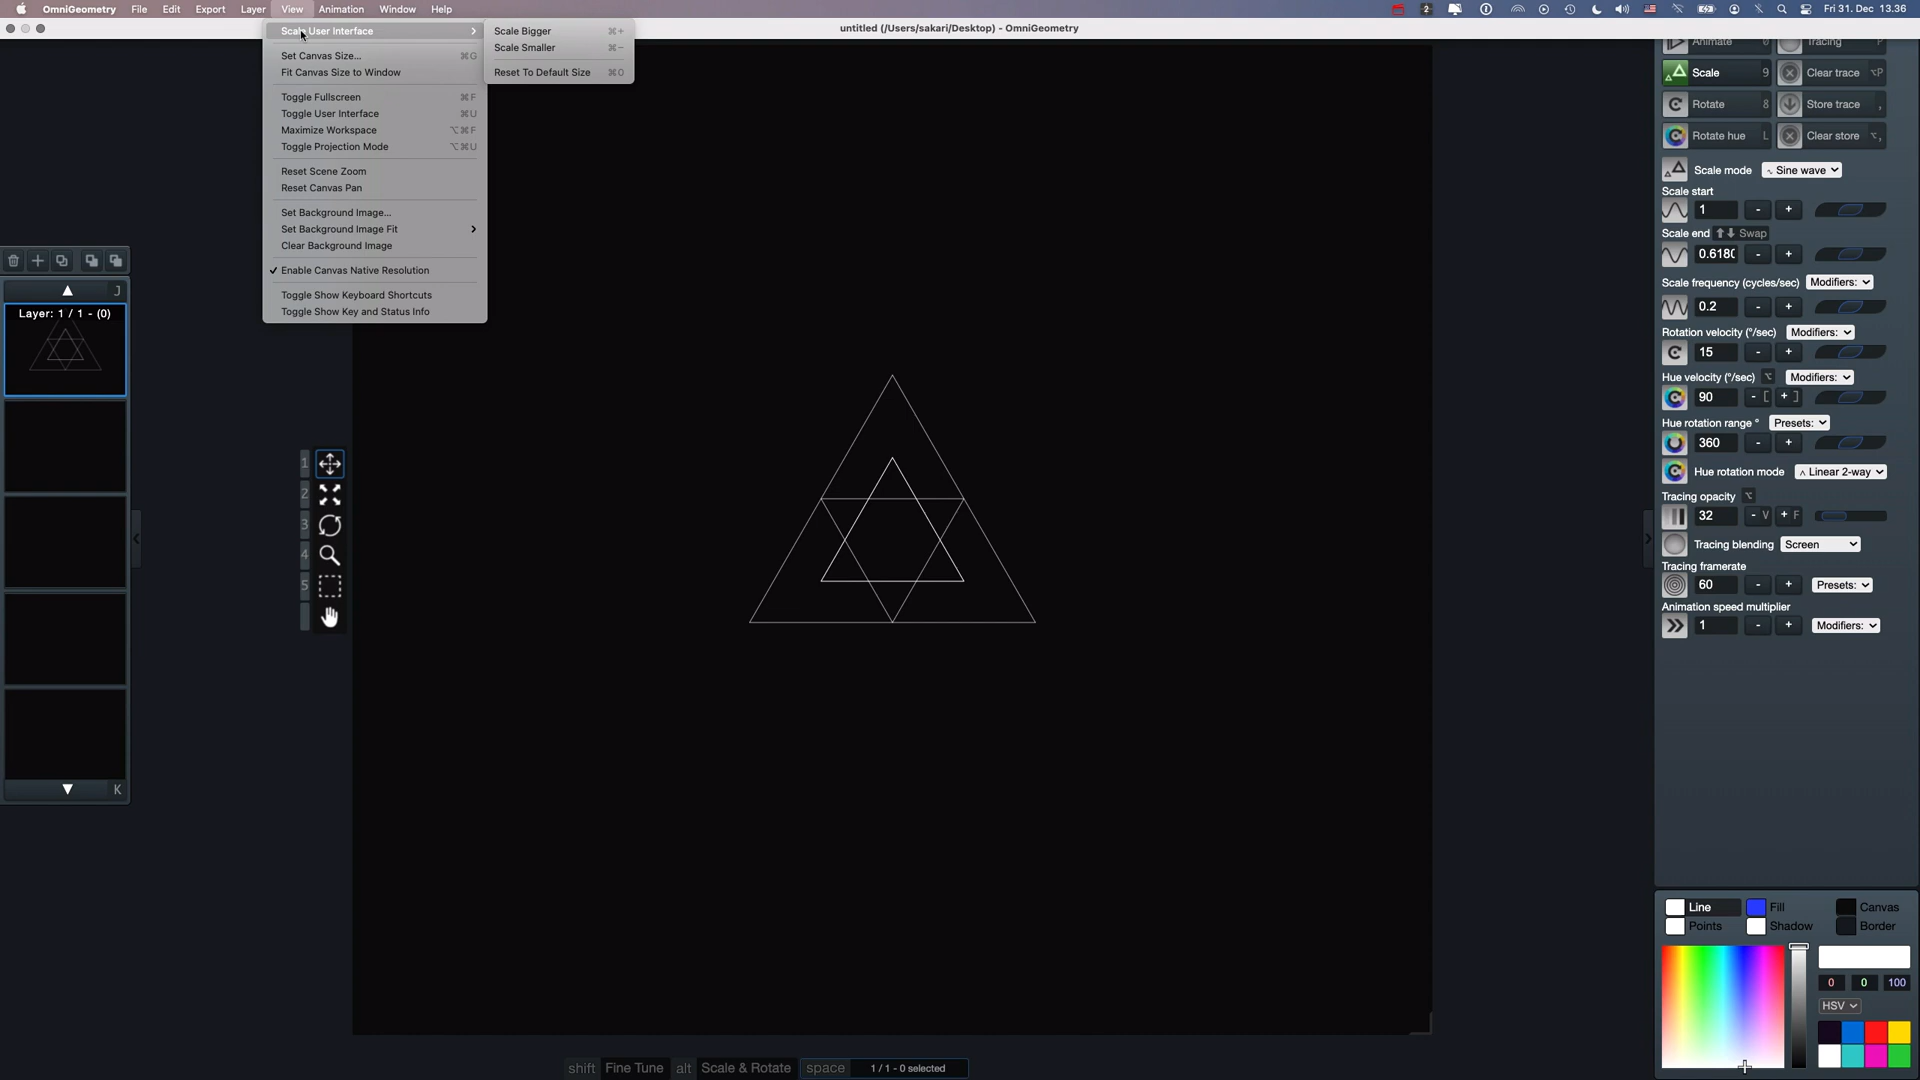 OmniGeometry File Edit Export Layer View Animation Window Help
2
Fri 31. Dec 13.36
untitled (/Users/sakari/Desktop) - OmniGeometry
Scale User Interface
Set Canvas Size... ⌘G
Fit Canvas Size to Window
Toggle Fullscreen ⌘F
Toggle User Interface ⌘U
Maximize Workspace ⌥⌘F
Toggle Projection Mode ⌥⌘U
Reset Scene Zoom
Reset Canvas Pan
Set Background Image...
Set Background Image Fit
Clear Background Image
✓ Enable Canvas Native Resolution
Toggle Show Keyboard Shortcuts
Toggle Show Key and Status Info
Scale Bigger ⌘+
Scale Smaller ⌘−
Reset To Default Size ⌘0
J
Layer: 1 / 1 - (0)
K
1
2
3
4
5
Animate 0 Tracing P
Scale 9 Clear trace ⌥P
Rotate 8 Store trace ,
Rotate hue L Clear store ⌥,
Scale mode Sine wave
Scale start
1 - +
Scale end Swap
0.6180 - +
Scale frequency (cycles/sec) Modifiers:
0.2 - +
Rotation velocity (°/sec) Modifiers:
15 - +
Hue velocity (°/sec) ⌥ Modifiers:
90 - [ + ]
Hue rotation range ° Presets:
360 - +
Hue rotation mode Linear 2-way
Tracing opacity ⌥
32 - V + F
Tracing blending Screen
Tracing framerate
60 - + Presets:
Animation speed multiplier
1 - + Modifiers:
Line Fill Canvas
Points Shadow Border
0 0 100
HSV
shift Fine Tune alt Scale & Rotate space 1 / 1 - 0 selected